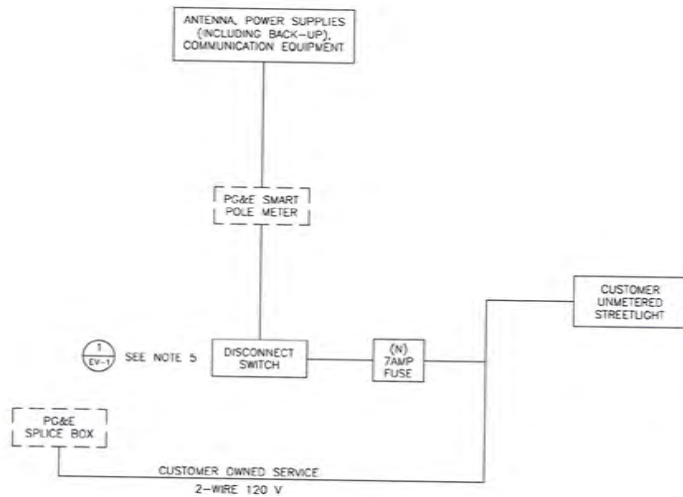 ANTENNA, POWER SUPPLIES
(INCLUDING BACK-UP),
COMMUNICATION EQUIPMENT
PG&E SMART
POLE METER
CUSTOMER
UNMETERED
STREETLIGHT
1
EV-1
SEE NOTE 5
DISCONNECT
SWITCH
(N)
7AMP
FUSE
PG&E
SPLICE BOX
CUSTOMER OWNED SERVICE
2-WIRE 120 V